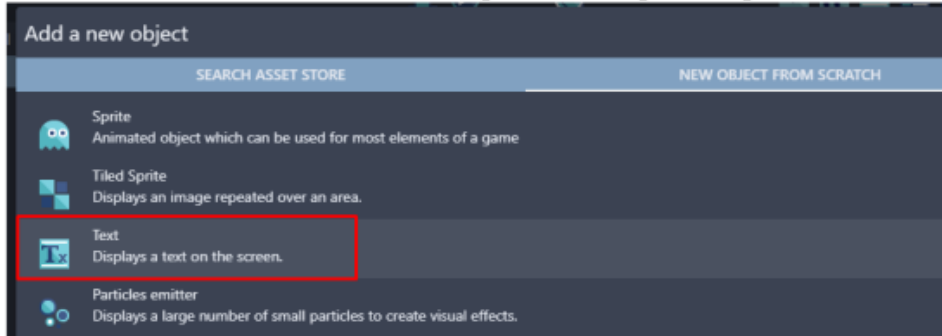 Add a new object
SEARCH ASSET STORE NEW OBJECT FROM SCRATCH
Sprite
Animated object which can be used for most elements of a game
Tiled Sprite
Displays an image repeated over an area.
Text
Tx
Displays a text on the screen.
Particles emitter
Displays a large number of small particles to create visual effects.